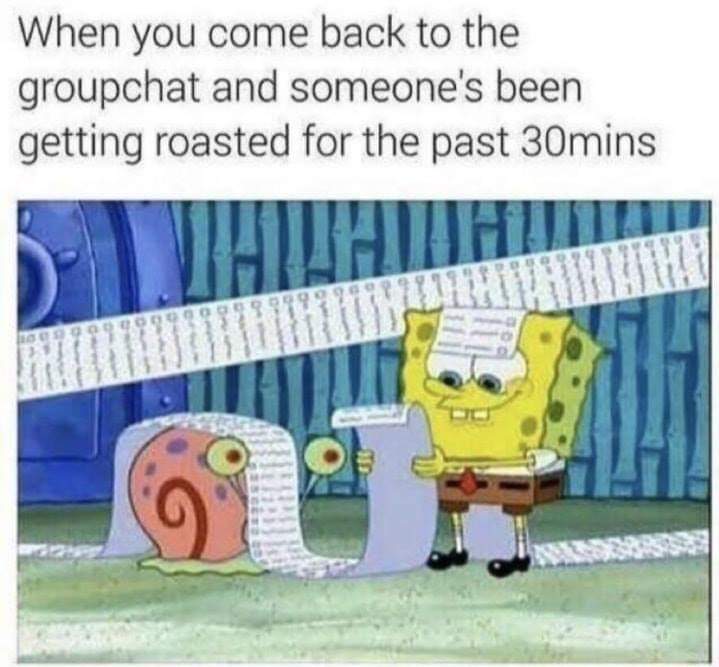 When you come back to the
groupchat and someone's been
getting roasted for the past 30mins